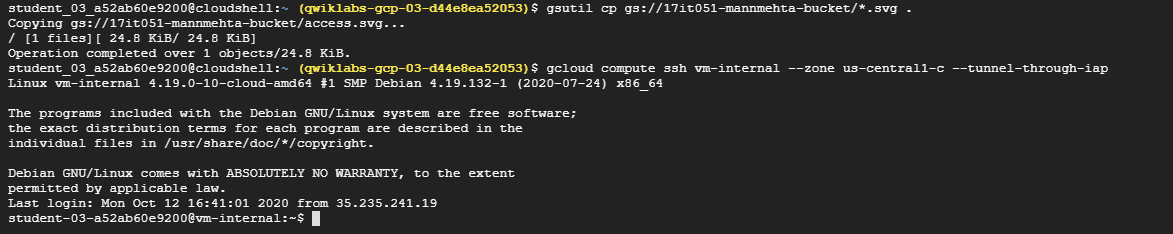 student_03_a52ab60e9200@cloudshell:~ (qwiklabs-gcp-03-d44e8ea52053)$ gsutil cp gs://17it051-mannmehta-bucket/*.svg .
Copying gs://17it051-mannmehta-bucket/access.svg...
/ [1 files][ 24.8 KiB/ 24.8 KiB]
Operation completed over 1 objects/24.8 KiB.
student_03_a52ab60e9200@cloudshell:~ (qwiklabs-gcp-03-d44e8ea52053)$ gcloud compute ssh vm-internal --zone us-central1-c --tunnel-through-iap
Linux vm-internal 4.19.0-10-cloud-amd64 #1 SMP Debian 4.19.132-1 (2020-07-24) x86_64
The programs included with the Debian GNU/Linux system are free software;
the exact distribution terms for each program are described in the
individual files in /usr/share/doc/*/copyright.
Debian GNU/Linux comes with ABSOLUTELY NO WARRANTY, to the extent
permitted by applicable law.
Last login: Mon Oct 12 16:41:01 2020 from 35.235.241.19
student-03-a52ab60e9200@vm-internal:~$